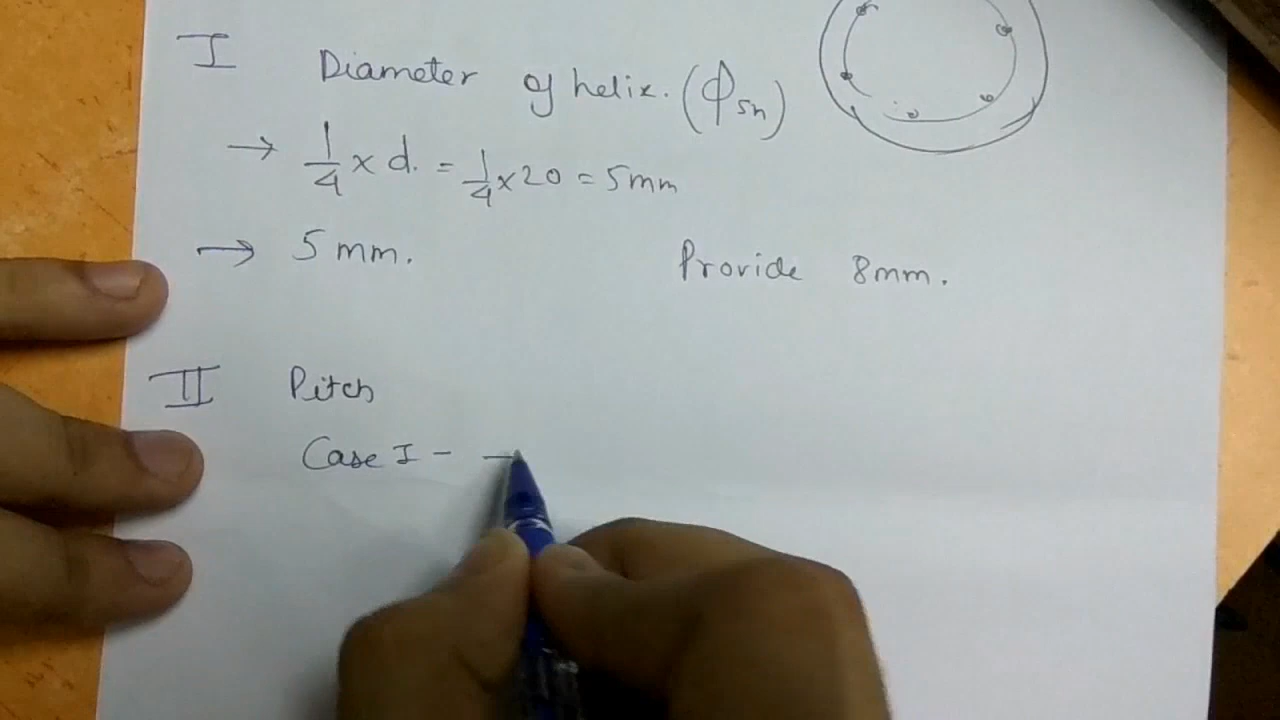 I Diameter of helix. (ϕsh)
→ 1/4 × d. = 1/4 × 20 = 5mm
→ 5 mm. Provide 8mm.
II Pitch
Case I -